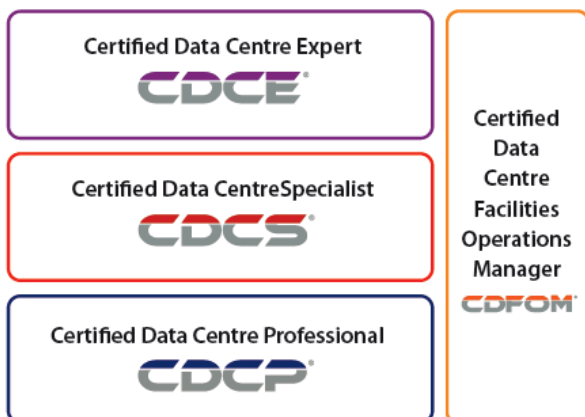 Certified Data Centre Expert
CDCE®
Certified Data CentreSpecialist
CDCS®
Certified Data Centre Professional
CDCP®
Certified
Data
Centre
Facilities
Operations
Manager
CDFOM®